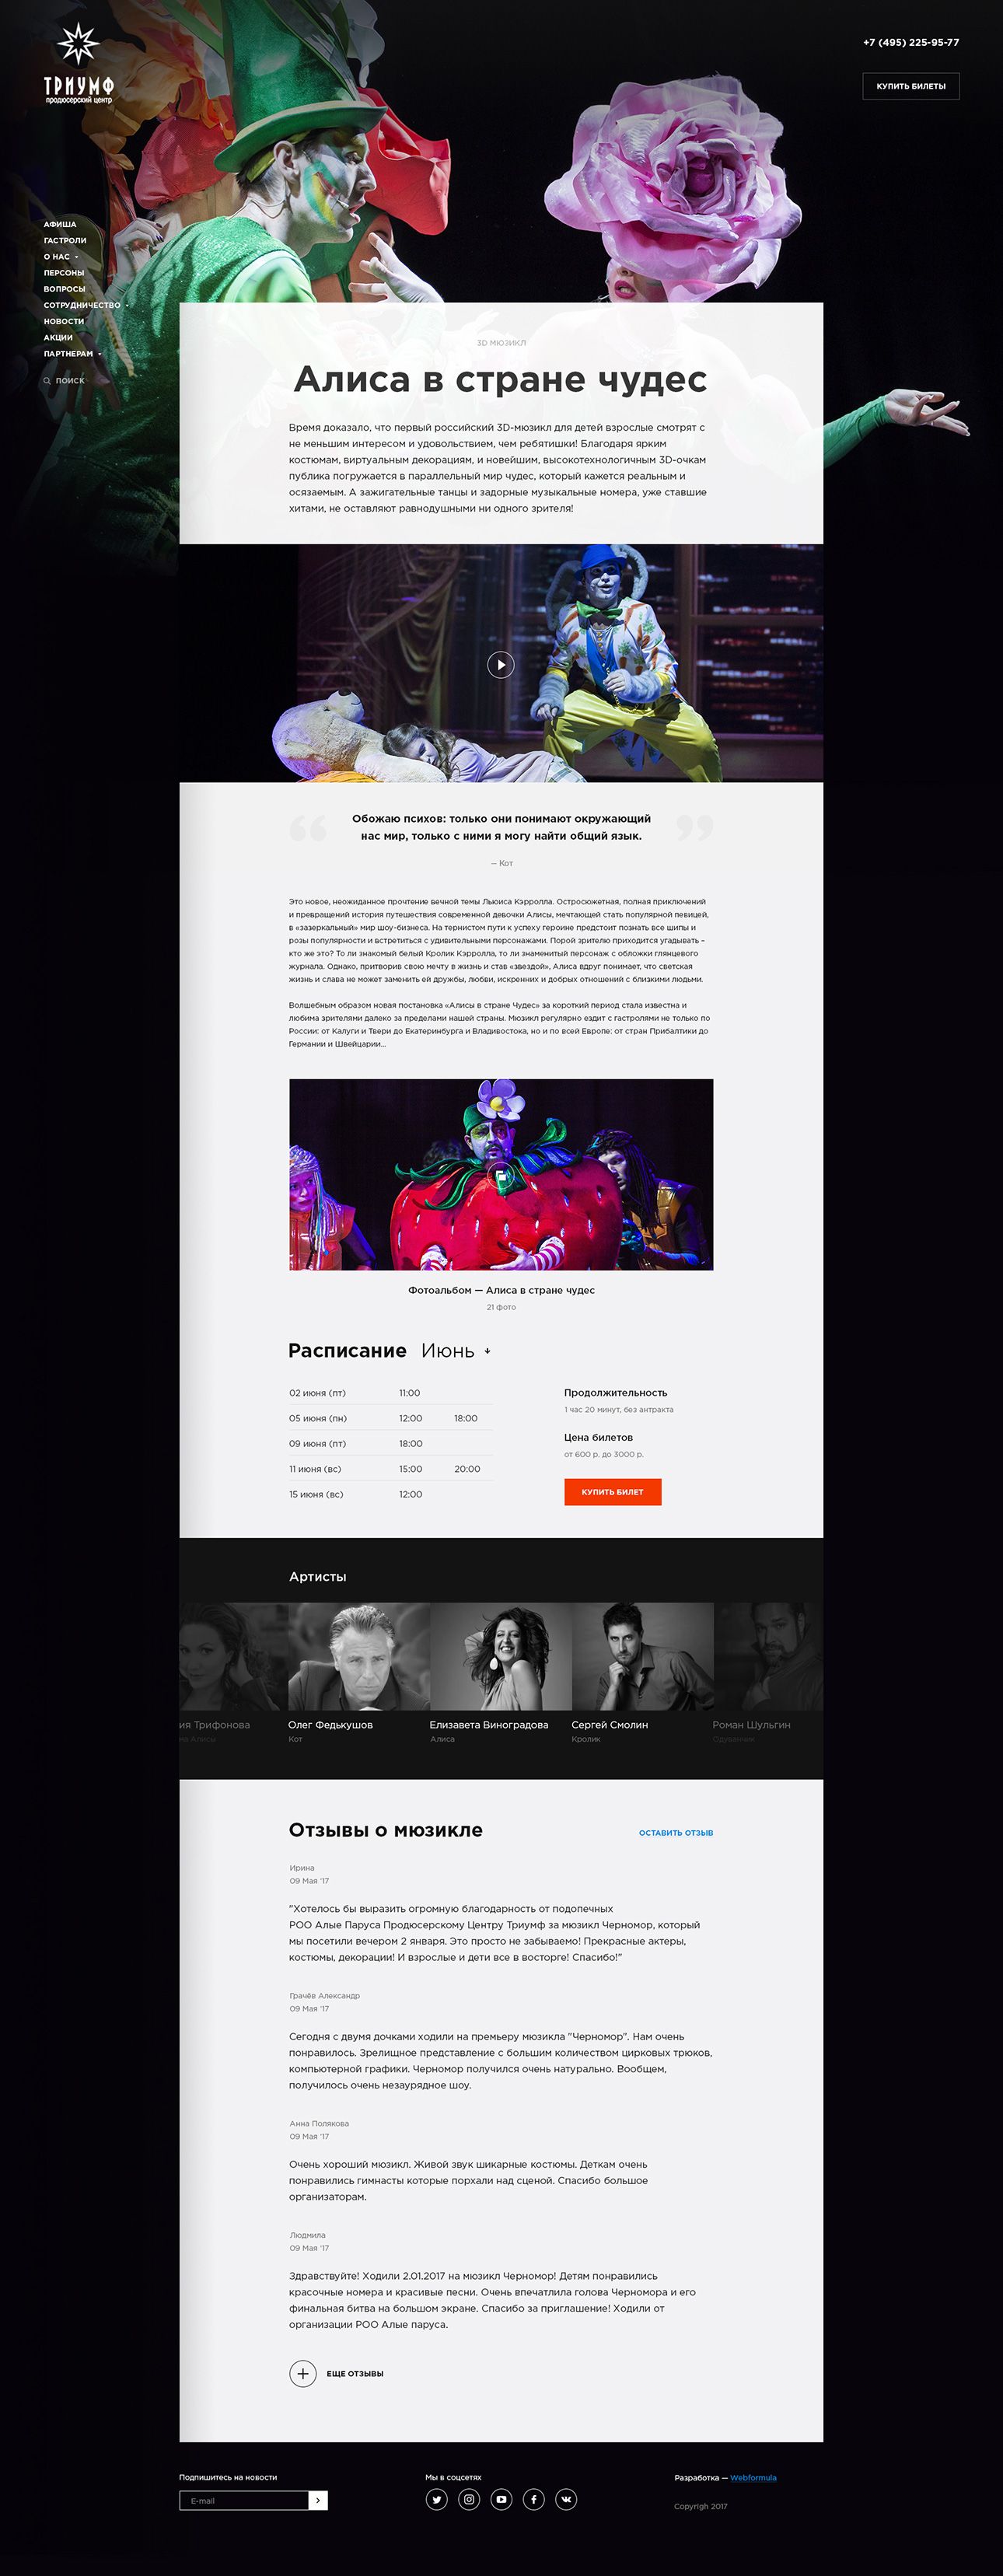 ТРИУМФ
продюсерский центр
+7 (495) 225-95-77
КУПИТЬ БИЛЕТЫ
АФИША
ГАСТРОЛИ
О НАС
ПЕРСОНЫ
ВОПРОСЫ
СОТРУДНИЧЕСТВО
НОВОСТИ
АКЦИИ
ПАРТНЕРАМ
ПОИСК
3D МЮЗИКЛ
Алиса в стране чудес
Время доказало, что первый российский 3D-мюзикл для детей взрослые смотрят с
не меньшим интересом и удовольствием, чем ребятишки! Благодаря ярким
костюмам, виртуальным декорациям, и новейшим, высокотехнологичным 3D-очкам
публика погружается в параллельный мир чудес, который кажется реальным и
осязаемым. А зажигательные танцы и задорные музыкальные номера, уже ставшие
хитами, не оставляют равнодушными ни одного зрителя!
Обожаю психов: только они понимают окружающий
нас мир, только с ними я могу найти общий язык.
— Кот
Это новое, неожиданное прочтение вечной темы Льюиса Кэрролла. Остросюжетная, полная приключений
и превращений история путешествия современной девочки Алисы, мечтающей стать популярной певицей,
в «зазеркальный» мир шоу-бизнеса. На тернистом пути к успеху героине предстоит познать все шипы и
розы популярности и встретиться с удивительными персонажами. Порой зрителю приходится угадывать –
кто же это? То ли знакомый белый Кролик Кэрролла, то ли знаменитый персонаж с обложки глянцевого
журнала. Однако, притворив свою мечту в жизнь и став «звездой», Алиса вдруг понимает, что светская
жизнь и слава не может заменить ей дружбы, любви, искренних и добрых отношений с близкими людьми.
Волшебным образом новая постановка «Алисы в стране Чудес» за короткий период стала известна и
любима зрителями далеко за пределами нашей страны. Мюзикл регулярно ездит с гастролями не только по
России: от Калуги и Твери до Екатеринбурга и Владивостока, но и по всей Европе: от стран Прибалтики до
Германии и Швейцарии...
Фотоальбом — Алиса в стране чудес
21 фото
Расписание Июнь
02 июня (пт) 11:00
05 июня (пн) 12:00 18:00
09 июня (пт) 18:00
11 июня (вс) 15:00 20:00
15 июня (вс) 12:00
Продолжительность
1 час 20 минут, без антракта
Цена билетов
от 600 р. до 3000 р.
КУПИТЬ БИЛЕТ
Артисты
ия Трифонова
Алисы
Олег Федькушов
Кот
Елизавета Виноградова
Алиса
Сергей Смолин
Кролик
Роман Шульгин
Одуванчик
Отзывы о мюзикле
ОСТАВИТЬ ОТЗЫВ
Ирина
09 Мая '17
"Хотелось бы выразить огромную благодарность от подопечных
РОО Алые Паруса Продюсерскому Центру Триумф за мюзикл Черномор, который
мы посетили вечером 2 января. Это просто не забываемо! Прекрасные актеры,
костюмы, декорации! И взрослые и дети все в восторге! Спасибо!"
Грачёв Александр
09 Мая '17
Сегодня с двумя дочками ходили на премьеру мюзикла "Черномор". Нам очень
понравилось. Зрелищное представление с большим количеством цирковых трюков,
компьютерной графики. Черномор получился очень натурально. Вообщем,
получилось очень незаурядное шоу.
Анна Полякова
09 Мая '17
Очень хороший мюзикл. Живой звук шикарные костюмы. Деткам очень
понравились гимнасты которые порхали над сценой. Спасибо большое
организаторам.
Людмила
09 Мая '17
Здравствуйте! Ходили 2.01.2017 на мюзикл Черномор! Детям понравились
красочные номера и красивые песни. Очень впечатлила голова Черномора и его
финальная битва на большом экране. Спасибо за приглашение! Ходили от
организации РОО Алые паруса.
ЕЩЕ ОТЗЫВЫ
Подпишитесь на новости
E-mail
Мы в соцсетях
Разработка — Webformula
Copyrigh 2017